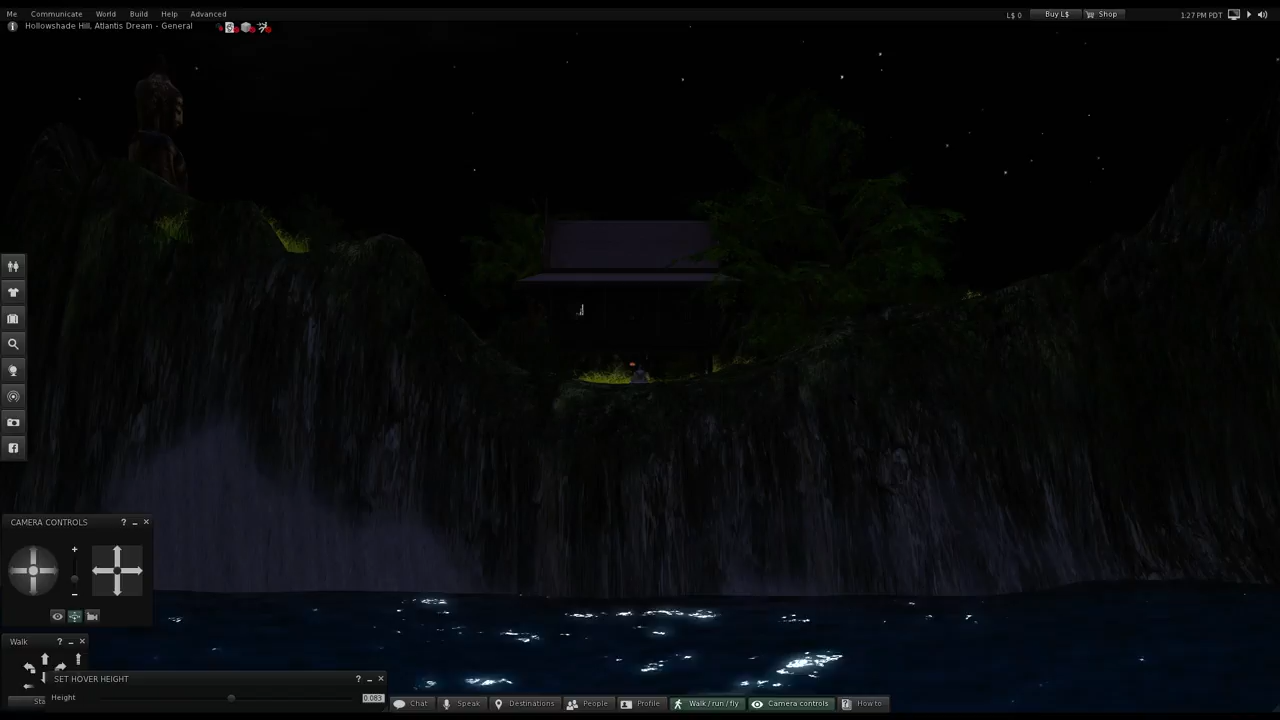 Me Communicate World Build Help Advanced L$ 0 Buy L$ Shop 1:27 PM PDT
Hollowshade Hill, Atlantis Dream - General
CAMERA CONTROLS ? _ ×
+
−
Walk ? _ ×
SET HOVER HEIGHT ? _ ×
Height 0.083
Chat Speak Destinations People Profile Walk / run / fly Camera controls How to